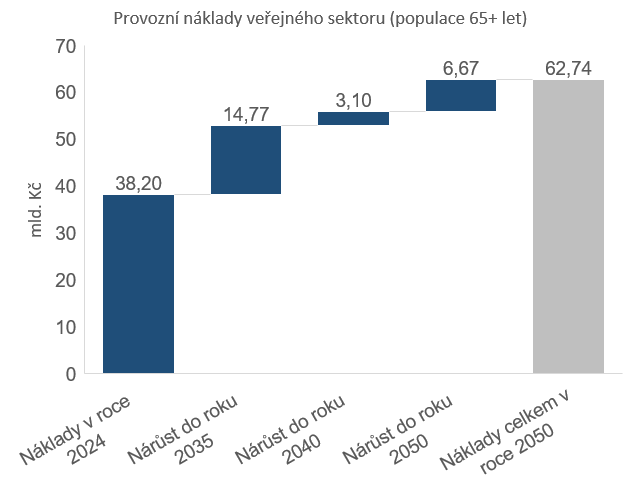 Provozní náklady veřejného sektoru (populace 65+ let)
mld. Kč
70
60
50
40
30
20
10
0
38,20
14,77
3,10
6,67
62,74
Náklady v roce
2024
Nárůst do roku
2035
Nárůst do roku
2040
Nárůst do roku
2050
Náklady celkem v
roce 2050